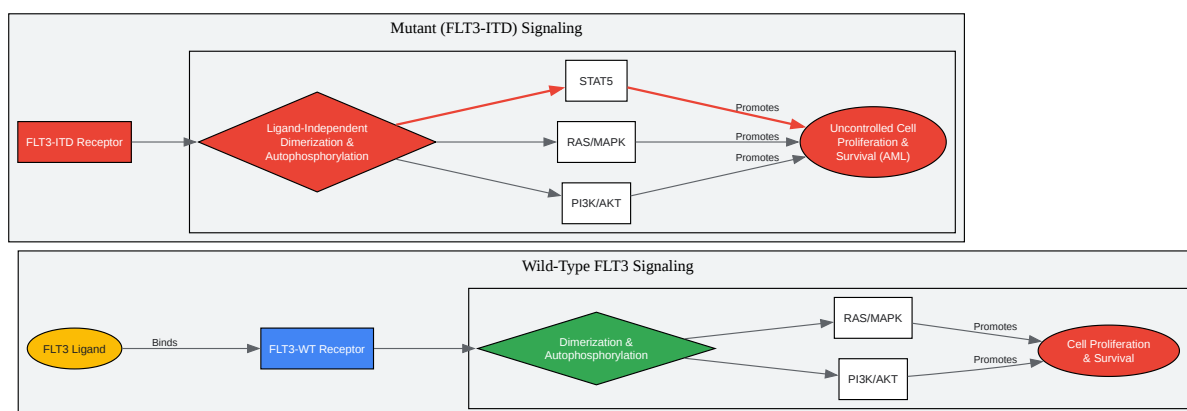 Mutant (FLT3-ITD) Signaling
FLT3-ITD Receptor
Ligand-Independent
Dimerization &
Autophosphorylation
STAT5
RAS/MAPK
PI3K/AKT
Promotes
Promotes
Promotes
Uncontrolled Cell
Proliferation &
Survival (AML)
Wild-Type FLT3 Signaling
FLT3 Ligand
Binds
FLT3-WT Receptor
Dimerization &
Autophosphorylation
RAS/MAPK
PI3K/AKT
Promotes
Promotes
Cell Proliferation
& Survival